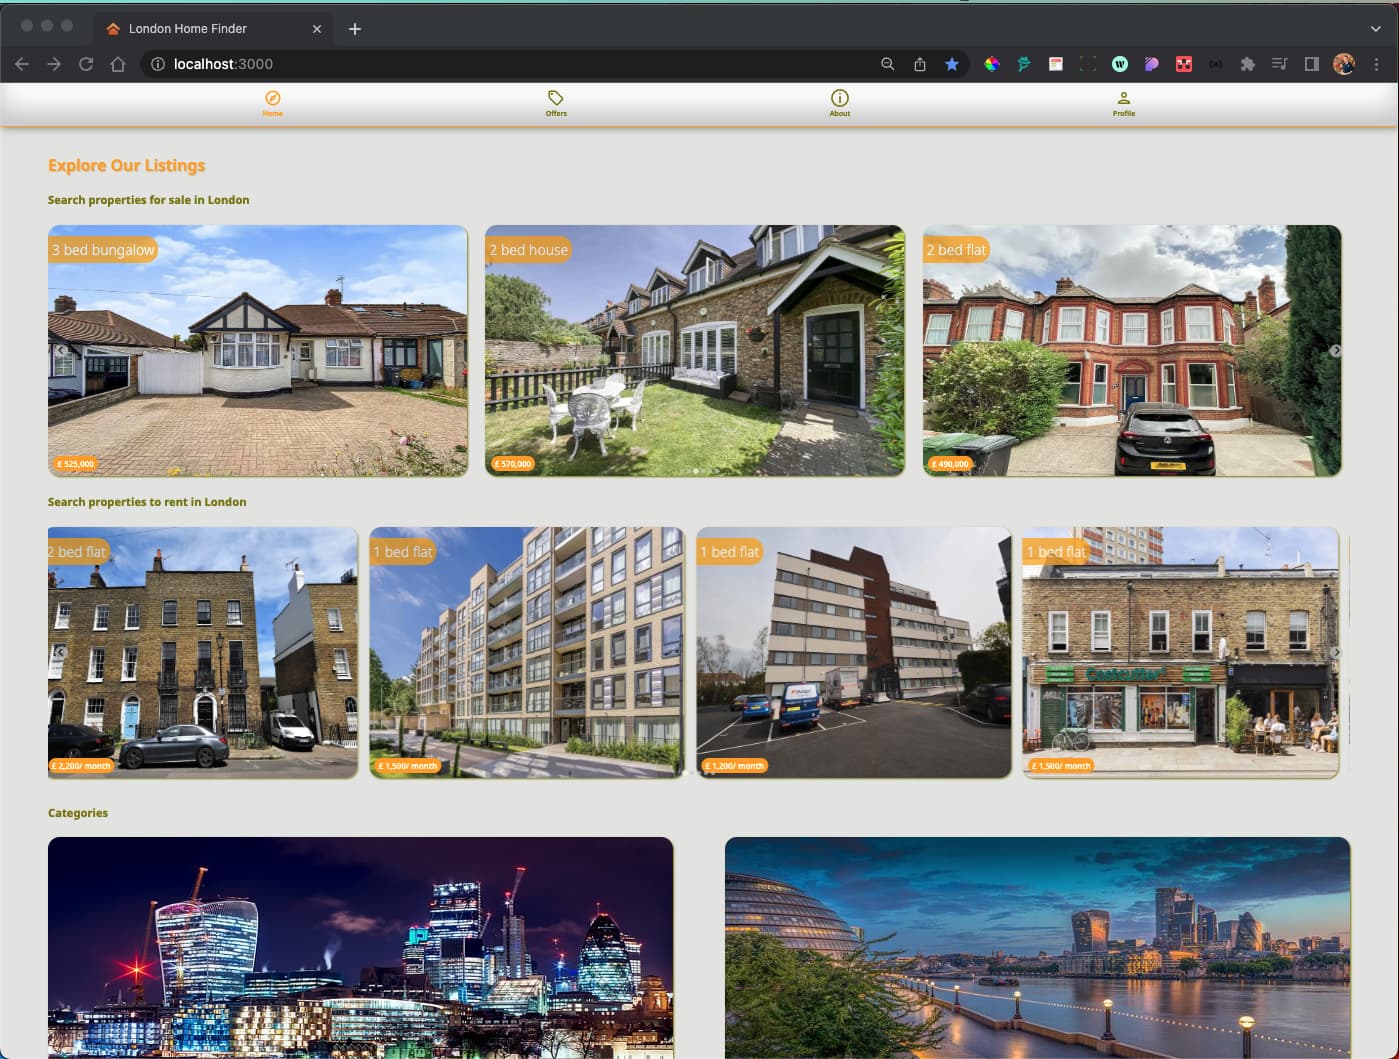 London Home Finder
localhost:3000
Home
Offers
About
Profile
Explore Our Listings
Search properties for sale in London
3 bed bungalow
2 bed house
2 bed flat
£ 525,000
£ 570,000
£ 490,000
Search properties to rent in London
2 bed flat
1 bed flat
1 bed flat
1 bed flat
£ 2,200/ month
£ 1,500/ month
£ 1,200/ month
£ 1,500/ month
Categories